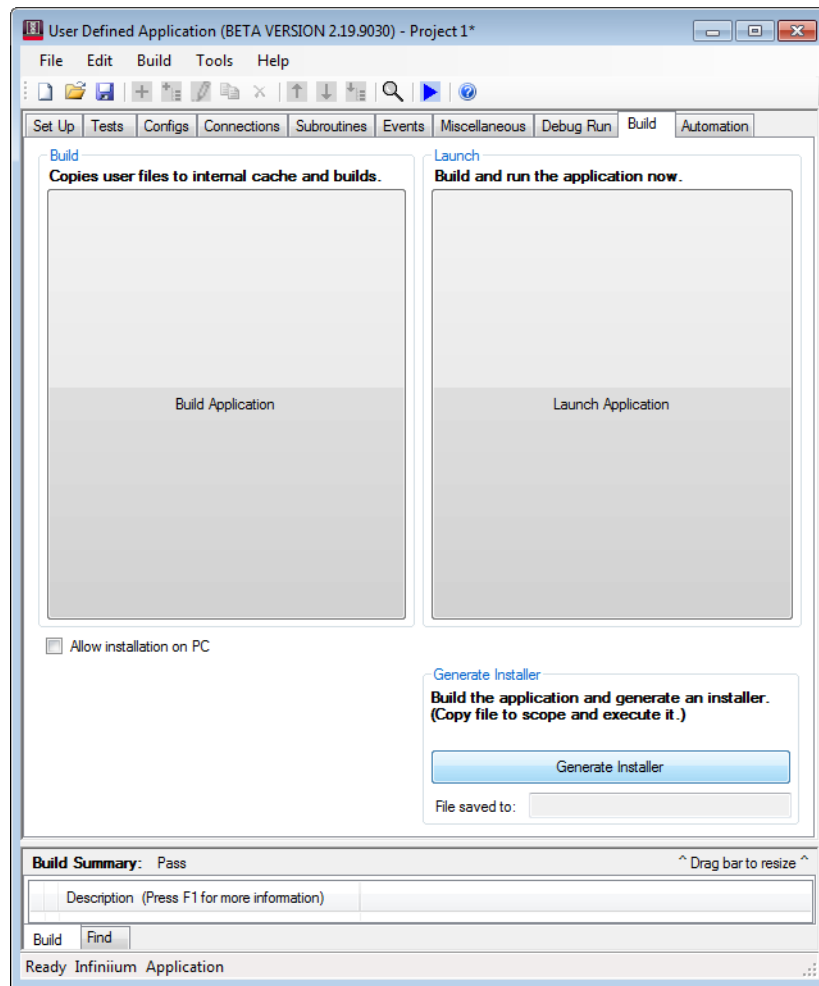 User Defined Application (BETA VERSION 2.19.9030) - Project 1*
File Edit Build Tools Help
Set Up Tests Configs Connections Subroutines Events Miscellaneous Debug Run Build Automation
Build
Copies user files to internal cache and builds.
Build Application
Launch
Build and run the application now.
Launch Application
Allow installation on PC
Generate Installer
Build the application and generate an installer.
(Copy file to scope and execute it.)
Generate Installer
File saved to:
Build Summary: Pass
^ Drag bar to resize ^
Description (Press F1 for more information)
Build Find
Ready Infiniium Application